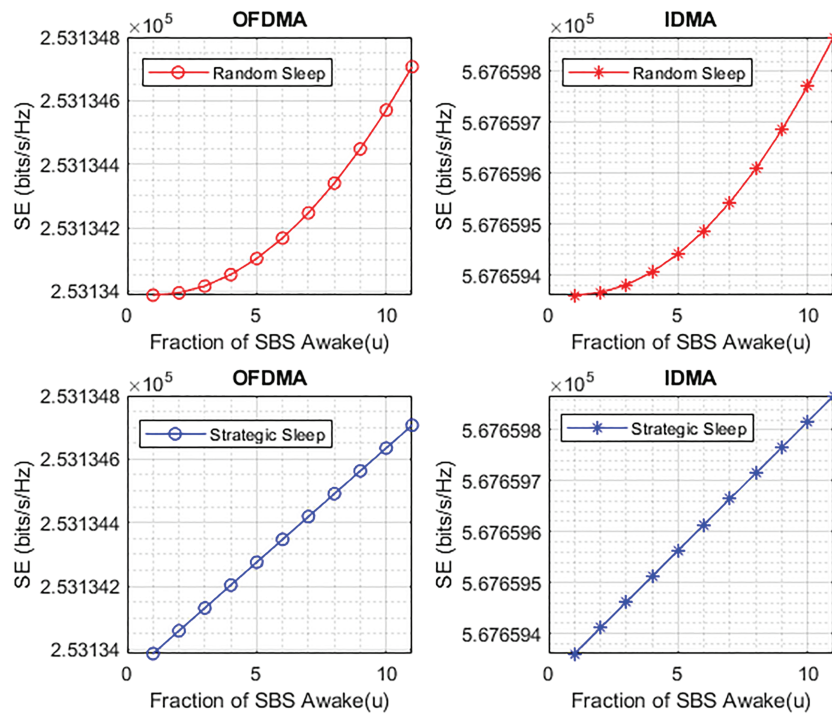 OFDMA
×10⁵
2.531348
2.531346
2.531344
2.531342
2.53134
SE (bits/s/Hz)
Random Sleep
0 5 10
Fraction of SBS Awake(u)
IDMA
×10⁵
5.676598
5.676597
5.676596
5.676595
5.676594
SE (bits/s/Hz)
Random Sleep
0 5 10
Fraction of SBS Awake(u)
OFDMA
×10⁵
2.531348
2.531346
2.531344
2.531342
2.53134
SE (bits/s/Hz)
Strategic Sleep
0 5 10
Fraction of SBS Awake(u)
IDMA
×10⁵
5.676598
5.676597
5.676596
5.676595
5.676594
SE (bits/s/Hz)
Strategic Sleep
0 5 10
Fraction of SBS Awake(u)